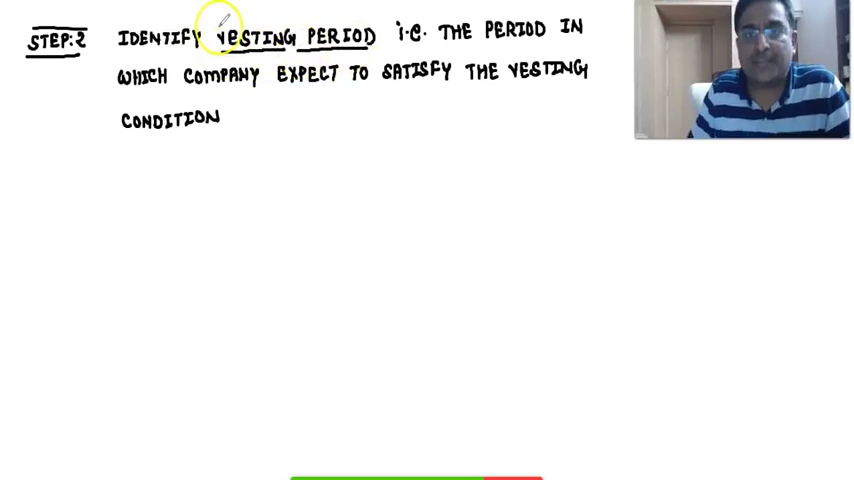 STEP:2 IDENTIFY VESTING PERIOD i.e. THE PERIOD IN
WHICH COMPANY EXPECT TO SATISFY THE VESTING
CONDITION